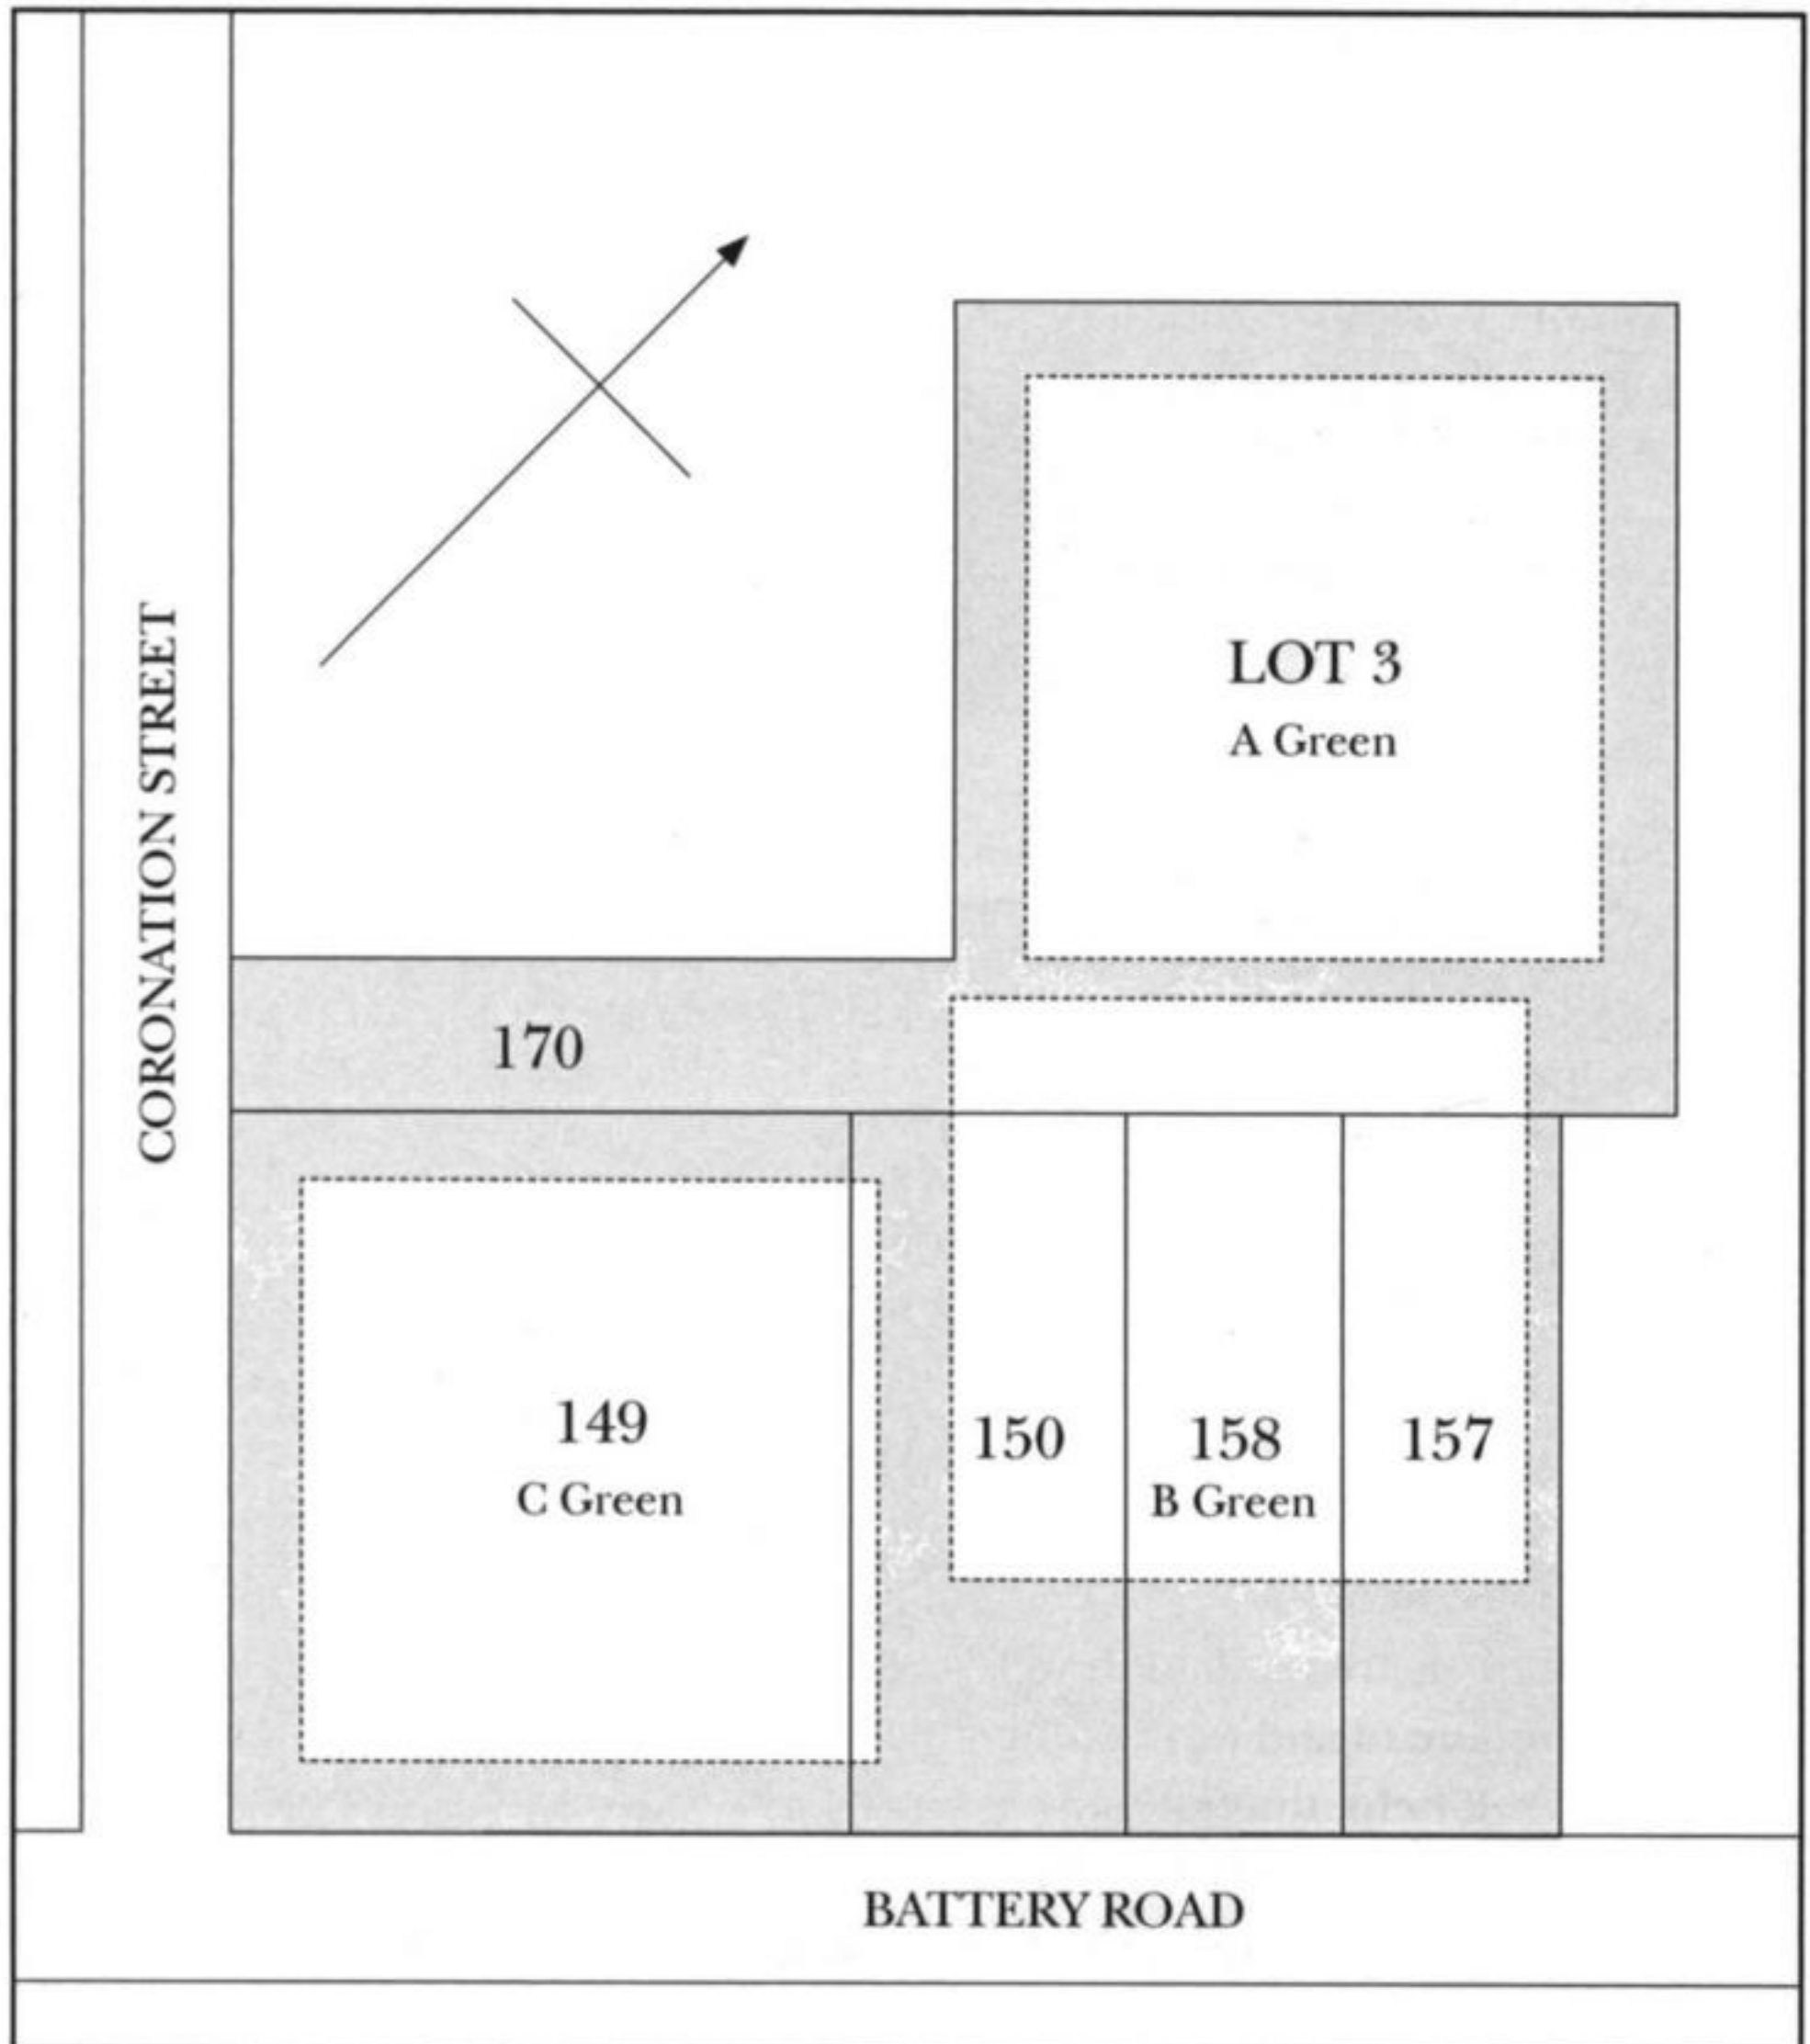 CORONATION STREET
LOT 3
A Green
170
149
C Green
150
158
157
B Green
BATTERY ROAD